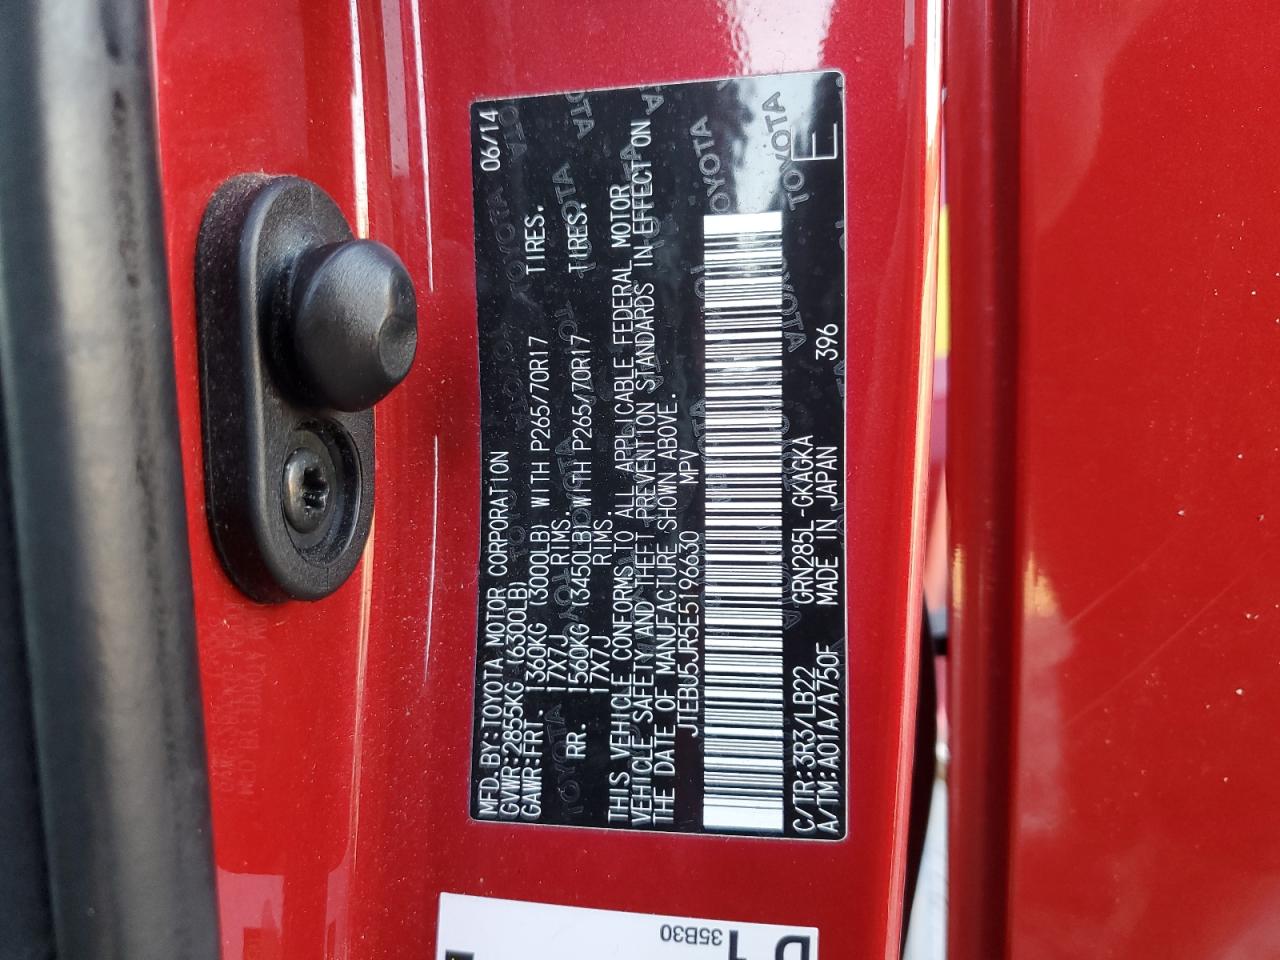 MFD.BY:TOYOTA MOTOR CORPORATION 06/14
GVWR:2855KG (6300LB)
GAWR:FRT. 1360KG (3000LB) WITH P265/70R17 TIRES.
17X7J RIMS.
RR. 1560KG (3450LB) WITH P265/70R17 TIRES.
17X7J RIMS.
THIS VEHICLE CONFORMS TO ALL APPLICABLE FEDERAL MOTOR
VEHICLE SAFETY AND THEFT PREVENTION STANDARDS IN EFFECT ON
THE DATE OF MANUFACTURE SHOWN ABOVE.
JTEBU5JR5E5196630 MPV
C/TR:3R3/LB22 GRN285L-GKAGKA
A/TM:A01A/A750F MADE IN JAPAN 396
E
35B30